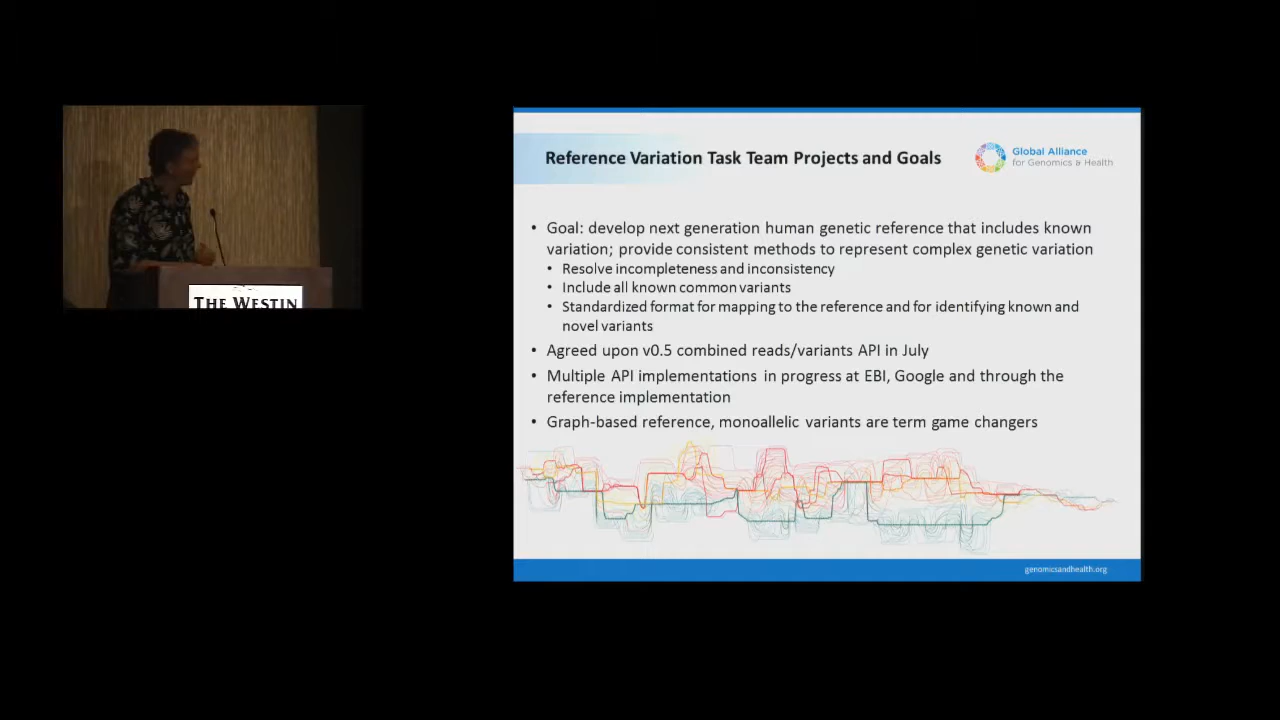 Reference Variation Task Team Projects and Goals
Global Alliance
for Genomics & Health
• Goal: develop next generation human genetic reference that includes known
variation; provide consistent methods to represent complex genetic variation
• Resolve incompleteness and inconsistency
• Include all known common variants
• Standardized format for mapping to the reference and for identifying known and
novel variants
• Agreed upon v0.5 combined reads/variants API in July
• Multiple API implementations in progress at EBI, Google and through the
reference implementation
• Graph-based reference, monoallelic variants are term game changers
THE WESTIN
genomicsandhealth.org